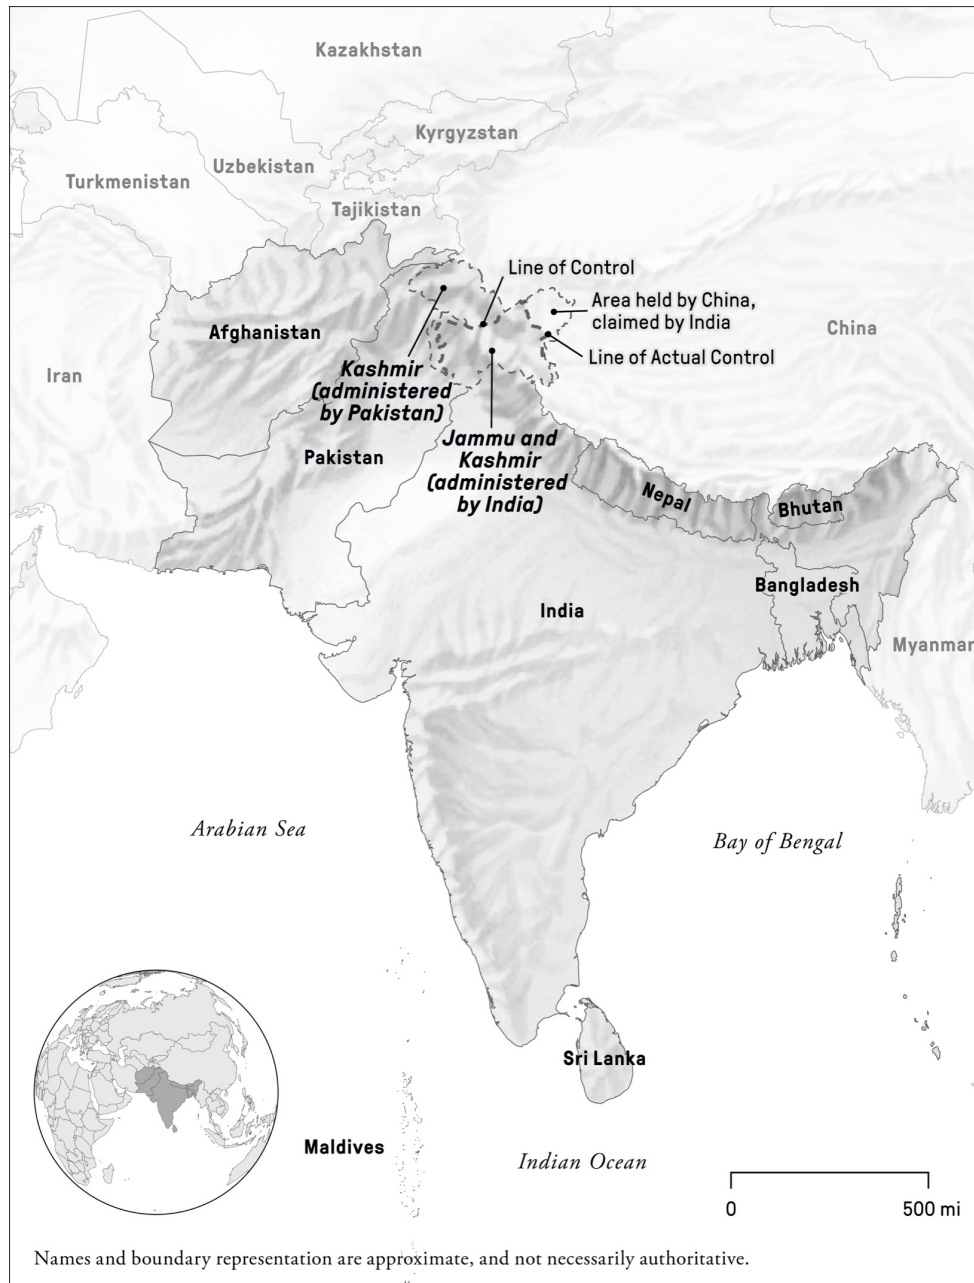 Kazakhstan
Kyrgyzstan
Uzbekistan
Turkmenistan
Tajikistan
Line of Control
Area held by China,
claimed by India
Line of Actual Control
China
Afghanistan
Iran
Kashmir
(administered
by Pakistan)
Pakistan
Jammu and
Kashmir
(administered
by India)
Nepal
Bhutan
Bangladesh
India
Myanmar
Arabian Sea
Bay of Bengal
Sri Lanka
Maldives
Indian Ocean
0
500 mi
Names and boundary representation are approximate, and not necessarily authoritative.